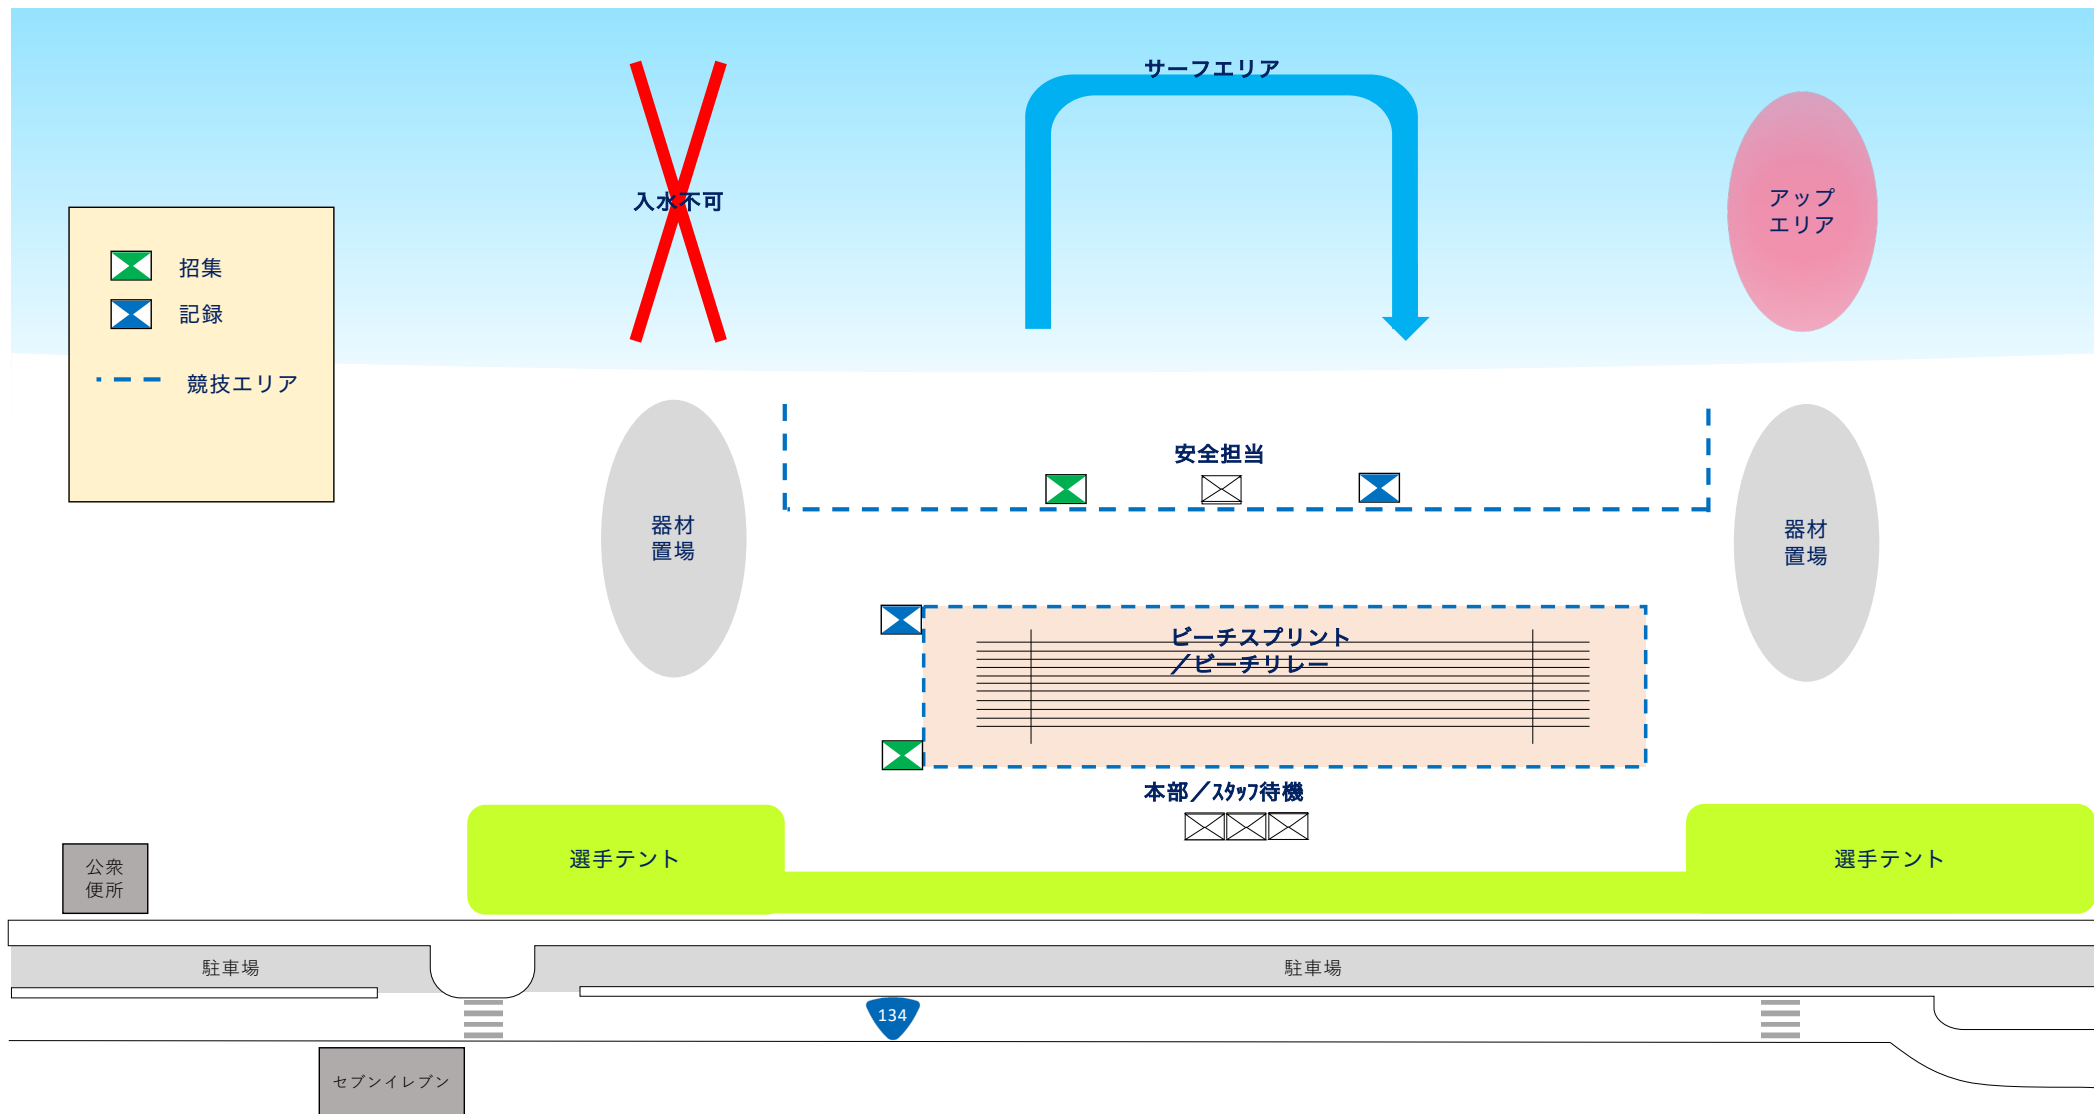 サーフエリア
入水不可
アップ
エリア
招集
記録
競技エリア
安全担当
器材
置場
器材
置場
ビーチスプリント
／ビーチリレー
本部／ｽﾀｯﾌ待機
選手テント
選手テント
公衆
便所
駐車場
駐車場
134
セブンイレブン